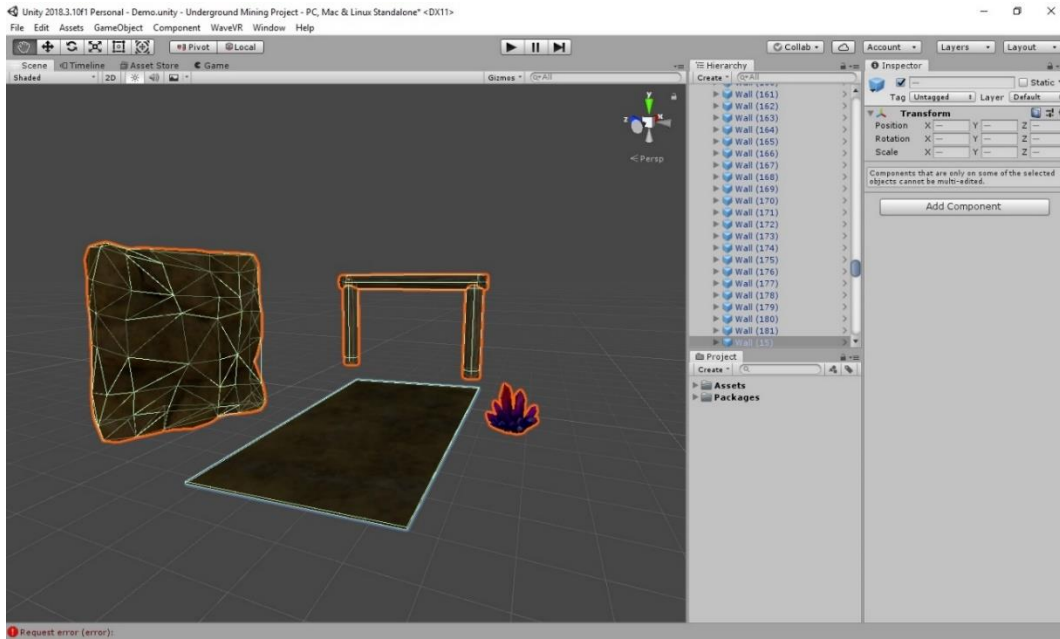 Unity 2018.3.10f1 Personal - Demo.unity - Underground Mining Project - PC, Mac & Linux Standalone* <DX11>
File Edit Assets GameObject Component WaveVR Window Help
Pivot Local Collab Account Layers Layout
Scene Timeline Asset Store Game
Shaded 2D Gizmos All
y
z x
Persp
Hierarchy
Create All
Wall (161)
Wall (162)
Wall (163)
Wall (164)
Wall (165)
Wall (166)
Wall (167)
Wall (168)
Wall (169)
Wall (170)
Wall (171)
Wall (172)
Wall (173)
Wall (174)
Wall (175)
Wall (176)
Wall (177)
Wall (178)
Wall (179)
Wall (180)
Wall (181)
Wall (15)
Project
Create
Assets
Packages
Inspector
— Static
Tag Untagged Layer Default
Transform
Position X — Y — Z —
Rotation X — Y — Z —
Scale X — Y — Z —
Components that are only on some of the selected
objects cannot be multi-edited.
Add Component
Request error (error):